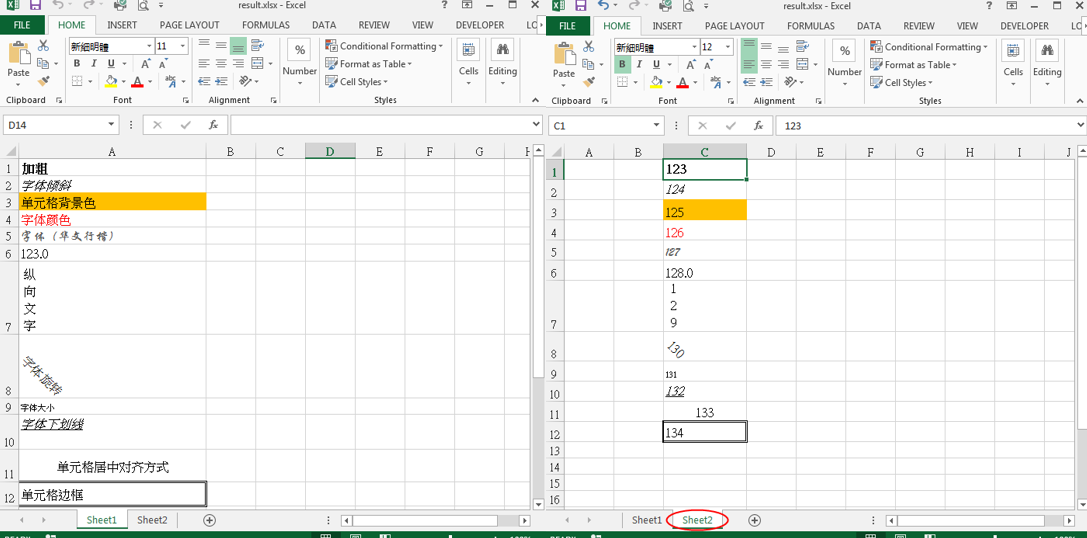 result.xlsx - Excel
FILE HOME INSERT PAGE LAYOUT FORMULAS DATA REVIEW VIEW DEVELOPER LO
Paste
新細明體 11
B I U
A A
%
Number
Conditional Formatting
Format as Table
Cell Styles
Cells
Editing
Clipboard Font Alignment Styles
D14
fx
A B C D E F G H
1 加粗
2 字体倾斜
3 单元格背景色
4 字体颜色
5 字体（华文行楷）
6 123.0
纵
向
文
7 字
8 字体旋转
9 字体大小
10 字体下划线
11 单元格居中对齐方式
12 单元格边框
Sheet1 Sheet2
result.xlsx - Excel
FILE HOME INSERT PAGE LAYOUT FORMULAS DATA REVIEW VIEW DEVELOPER LO
Paste
新細明體 12
B I U
A A
%
Number
Conditional Formatting
Format as Table
Cell Styles
Cells
Editing
Clipboard Font Alignment Styles
C1
fx
123
A B C D E F G H I J
1 123
2 124
3 125
4 126
5 127
6 128.0
1
2
7 9
8 130
9 131
10 132
11 133
12 134
13
14
15
16
Sheet1 Sheet2